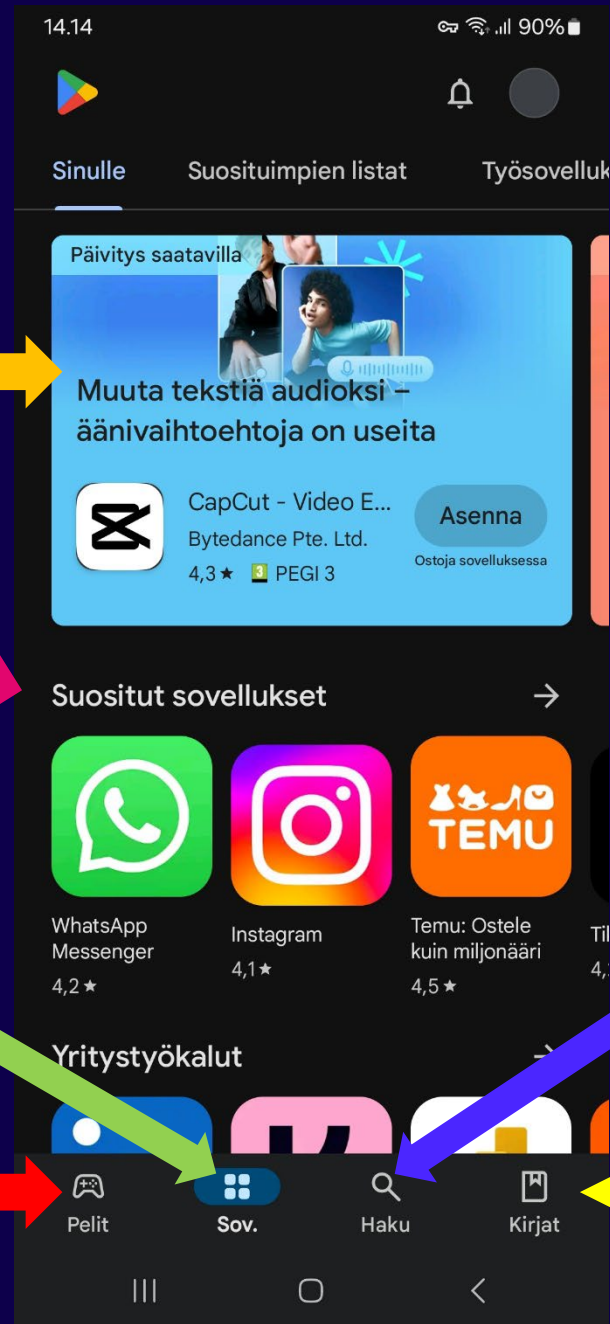 14.14
90%
Sinulle
Suosituimpien listat
Työsovelluk
Päivitys saatavilla
Muuta tekstiä audioksi –
äänivaihtoehtoja on useita
CapCut - Video E...
Asenna
Bytedance Pte. Ltd.
Ostoja sovelluksessa
4,3★ 3 PEGI 3
Suositut sovellukset
TEMU
WhatsApp
Messenger
4,2★
Instagram
4,1★
Temu: Ostele
kuin miljonääri
4,5★
Yritystyökalut
Pelit
Sov.
Haku
Kirjat